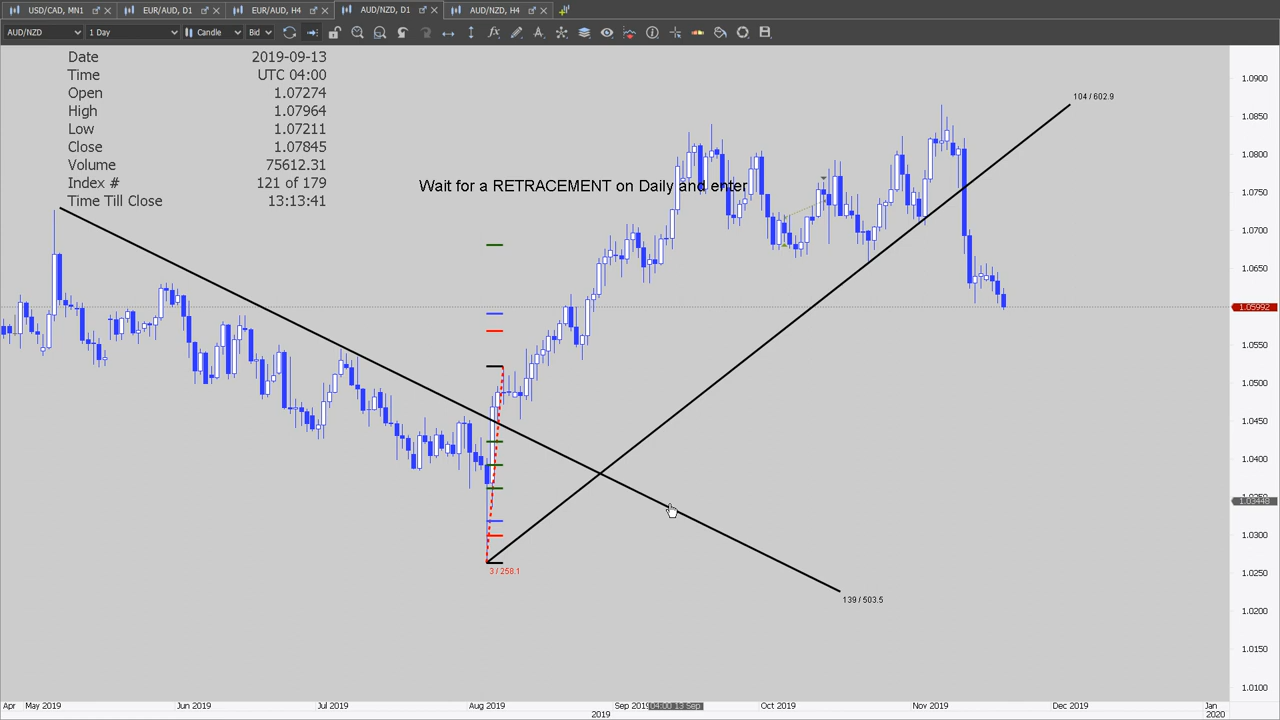 USD/CAD, MN1 EUR/AUD, D1 EUR/AUD, H4 AUD/NZD, D1 AUD/NZD, H4
AUD/NZD 1 Day Candle Bid
Date 2019-09-13
Time UTC 04:00
Open 1.07274
High 1.07964
Low 1.07211
Close 1.07845
Volume 75612.31
Index # 121 of 179
Time Till Close 13:13:41
Wait for a RETRACEMENT on Daily and enter
104 / 602.9
3 / 258.1
139 / 503.5
1.0900
1.0850
1.0800
1.0750
1.0700
1.0650
1.05992
1.0550
1.0500
1.0450
1.0400
1.03448
1.0300
1.0250
1.0200
1.0150
1.0100
Apr May 2019 Jun 2019 Jul 2019 Aug 2019 Sep 2019 04:00 13 Sep Oct 2019 Nov 2019 Dec 2019 Jan
2019 2020